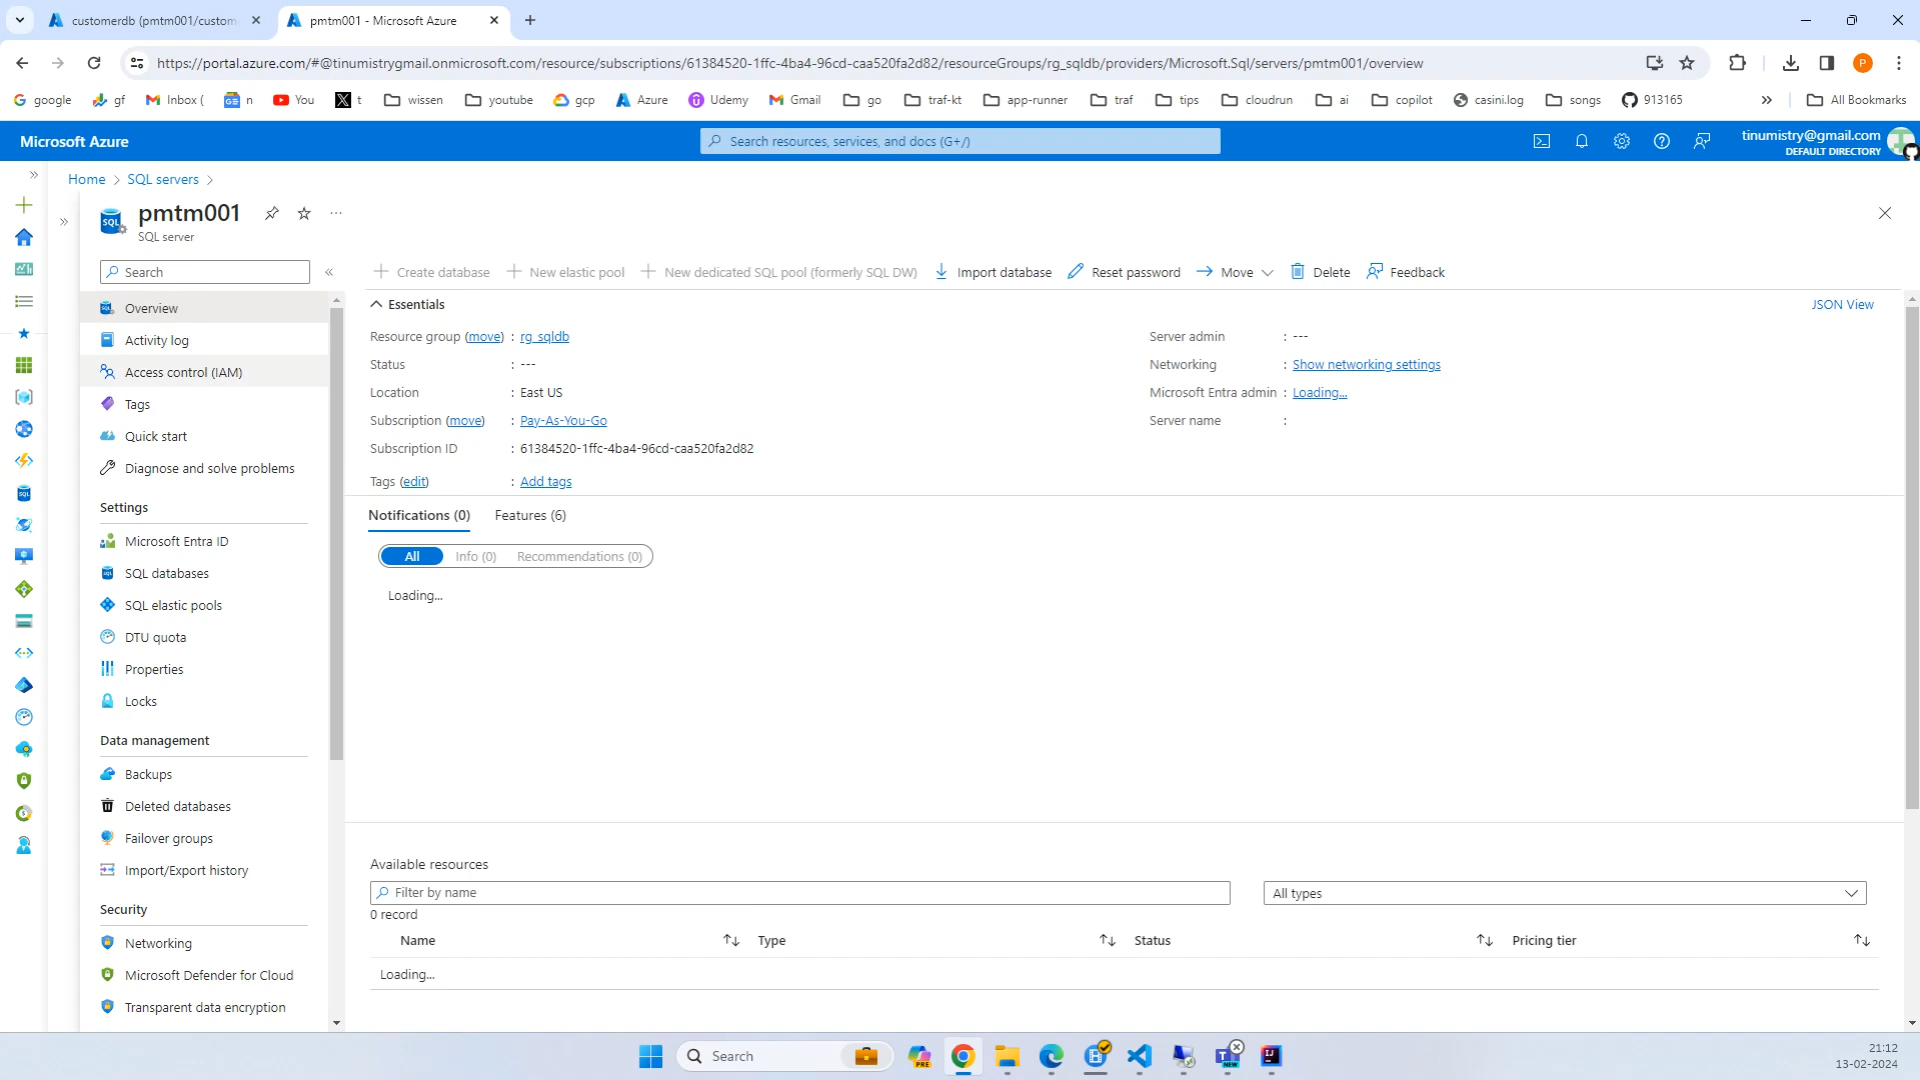 customerdb (pmtm001/custom
pmtm001 - Microsoft Azure
https://portal.azure.com/#@tinumistrygmail.onmicrosoft.com/resource/subscriptions/61384520-1ffc-4ba4-96cd-caa520fa2d82/resourceGroups/rg_sqldb/providers/Microsoft.Sql/servers/pmtm001/overview
P
google gf Inbox ( n You t wissen youtube gcp Azure Udemy Gmail go traf-kt app-runner traf tips cloudrun ai copilot casini.log songs 913165 » All Bookmarks
Microsoft Azure
Search resources, services, and docs (G+/)
tinumistry@gmail.com
DEFAULT DIRECTORY
Home > SQL servers >
pmtm001
SQL server
Search
Create database
New elastic pool
New dedicated SQL pool (formerly SQL DW)
Import database
Reset password
Move
Delete
Feedback
Overview
Activity log
Access control (IAM)
Tags
Quick start
Diagnose and solve problems
Settings
Microsoft Entra ID
SQL databases
SQL elastic pools
DTU quota
Properties
Locks
Data management
Backups
Deleted databases
Failover groups
Import/Export history
Security
Networking
Microsoft Defender for Cloud
Transparent data encryption
Essentials
JSON View
Resource group (move) : rg_sqldb
Status : ---
Location : East US
Subscription (move) : Pay-As-You-Go
Subscription ID : 61384520-1ffc-4ba4-96cd-caa520fa2d82
Tags (edit) : Add tags
Server admin : ---
Networking : Show networking settings
Microsoft Entra admin : Loading...
Server name :
Notifications (0) Features (6)
All Info (0) Recommendations (0)
Loading...
Available resources
Filter by name
All types
0 record
Name Type Status Pricing tier
Loading...
Search
PRE
NEW
21:12
13-02-2024